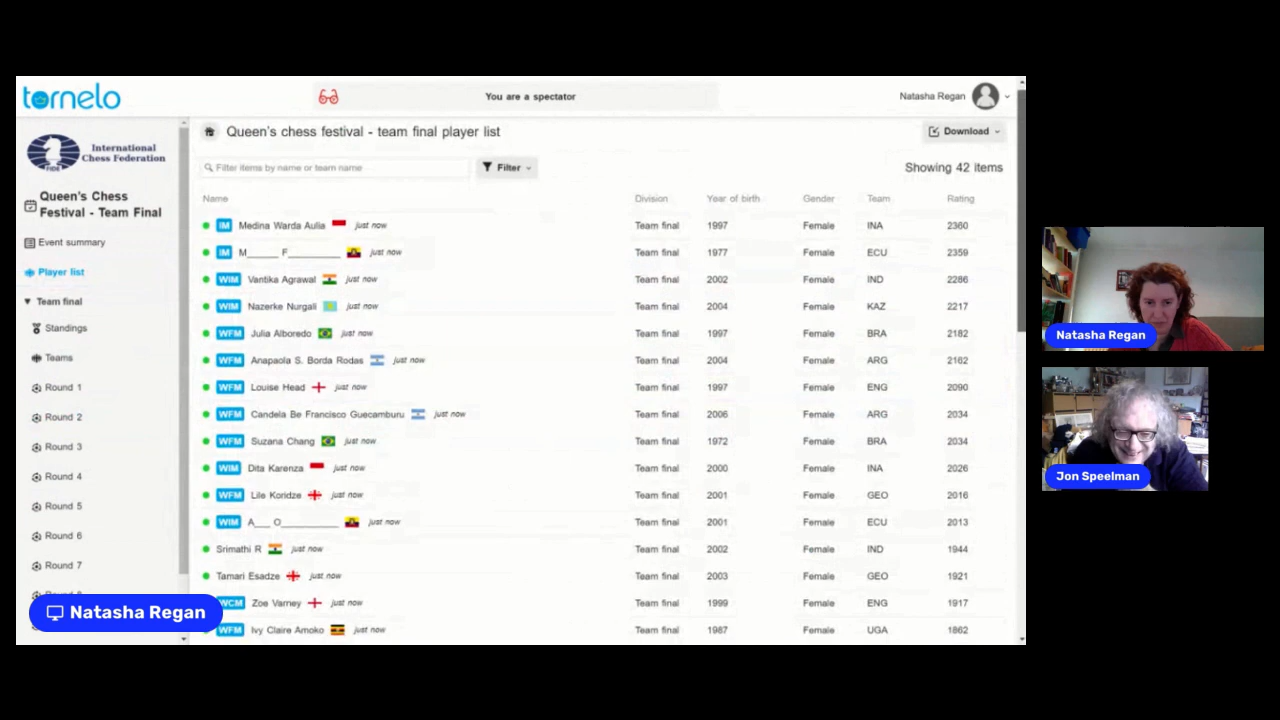 tornelo
You are a spectator
Natasha Regan
International
Chess Federation
FIDE
Queen's Chess
Festival - Team Final
Event summary
Player list
Team final
Standings
Teams
Round 1
Round 2
Round 3
Round 4
Round 5
Round 6
Round 7
Natasha Regan
Queen's chess festival - team final player list
Download
Filter items by name or team name
Filter
Showing 42 items
Name Division Year of birth Gender Team Rating
IM Medina Warda Aulia just now Team final 1997 Female INA 2360
IM M_____ F________ just now Team final 1977 Female ECU 2359
WIM Vantika Agrawal just now Team final 2002 Female IND 2286
WIM Nazerke Nurgali just now Team final 2004 Female KAZ 2217
WFM Julia Alboredo just now Team final 1997 Female BRA 2182
WFM Anapaola S. Borda Rodas just now Team final 2004 Female ARG 2162
WFM Louise Head just now Team final 1997 Female ENG 2090
WFM Candela Be Francisco Guecamburu just now Team final 2006 Female ARG 2034
WFM Suzana Chang just now Team final 1972 Female BRA 2034
WIM Dita Karenza just now Team final 2000 Female INA 2026
WFM Lile Koridze just now Team final 2001 Female GEO 2016
WIM A___ O_________ just now Team final 2001 Female ECU 2013
Srimathi R just now Team final 2002 Female IND 1944
Tamari Esadze just now Team final 2003 Female GEO 1921
WCM Zoe Varney just now Team final 1999 Female ENG 1917
WFM Ivy Claire Amoko just now Team final 1987 Female UGA 1862
Natasha Regan
Jon Speelman